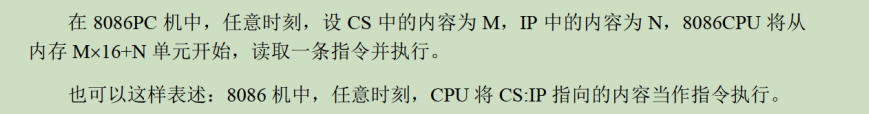 在 8086PC 机中，任意时刻，设 CS 中的内容为 M，IP 中的内容为 N，8086CPU 将从
内存 M×16+N 单元开始，读取一条指令并执行。
也可以这样表述：8086 机中，任意时刻，CPU 将 CS:IP 指向的内容当作指令执行。